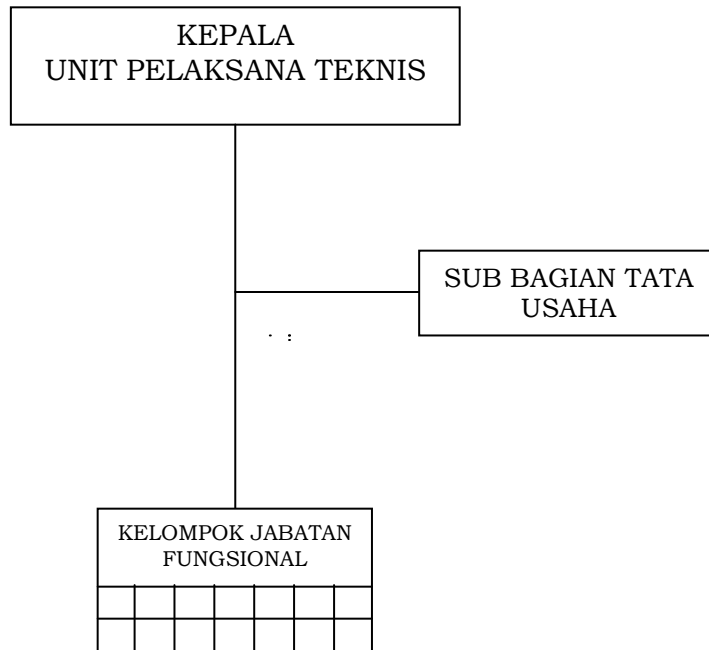 KEPALA
UNIT PELAKSANA TEKNIS
SUB BAGIAN TATA
USAHA
KELOMPOK JABATAN
FUNGSIONAL